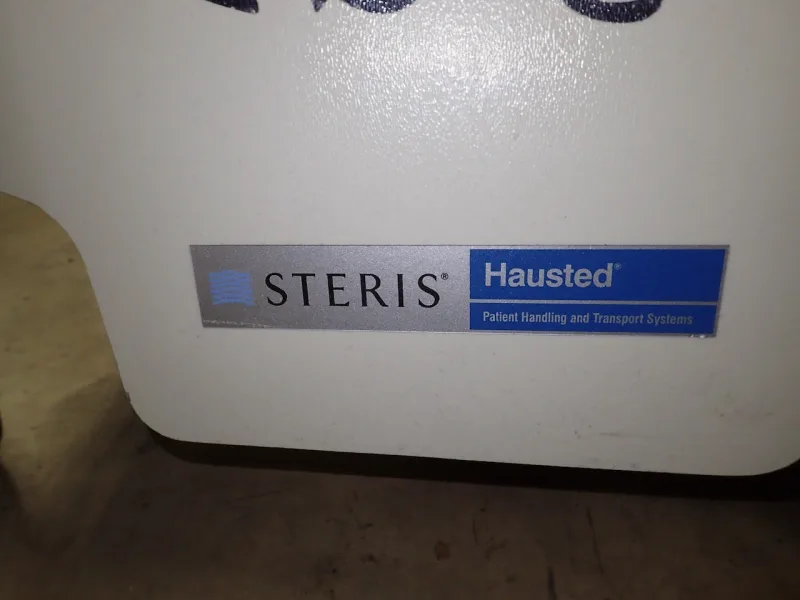 STERIS®
Hausted®
Patient Handling and Transport Systems